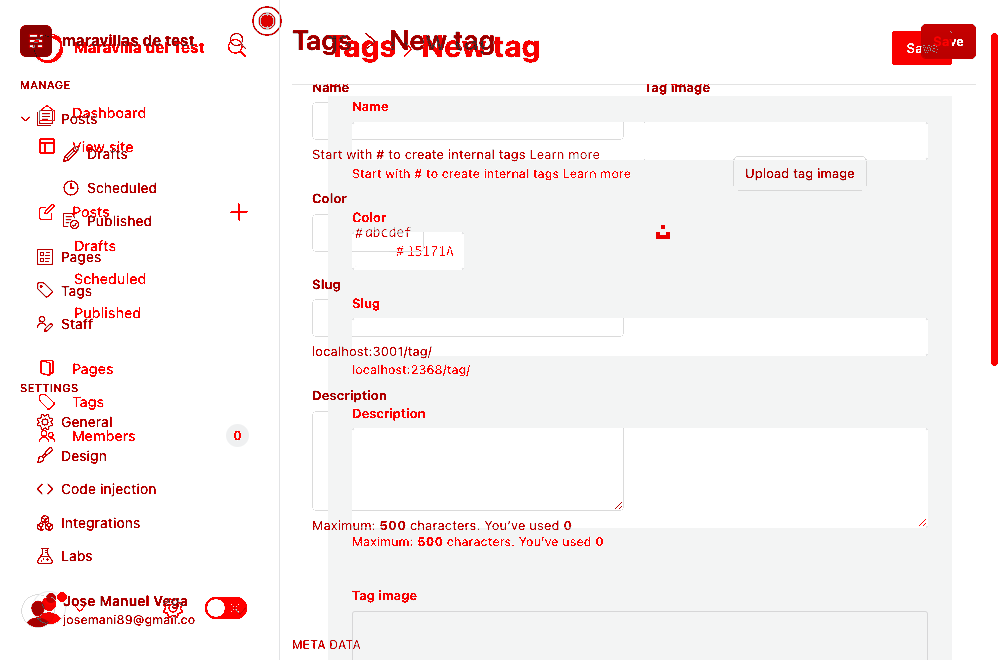 maravillas de test
Maravilla del Test
Tags > New tag
Tags > New tag
Save
Save
MANAGE
Dashboard
Posts
View site
Drafts
Scheduled
Posts
Published
Drafts
Pages
Scheduled
Tags
Published
Staff
Pages
SETTINGS
Tags
General
Members
0
Design
Code injection
Integrations
Labs
Jose Manuel Vega
josemani89@gmail.co
Name
Tag image
Name
Start with # to create internal tags Learn more
Start with # to create internal tags Learn more
Upload tag image
Color
Color
#abcdef
#15171A
Slug
Slug
localhost:3001/tag/
localhost:2368/tag/
Description
Description
Maximum: 500 characters. You've used 0
Maximum: 500 characters. You've used 0
Tag image
META DATA